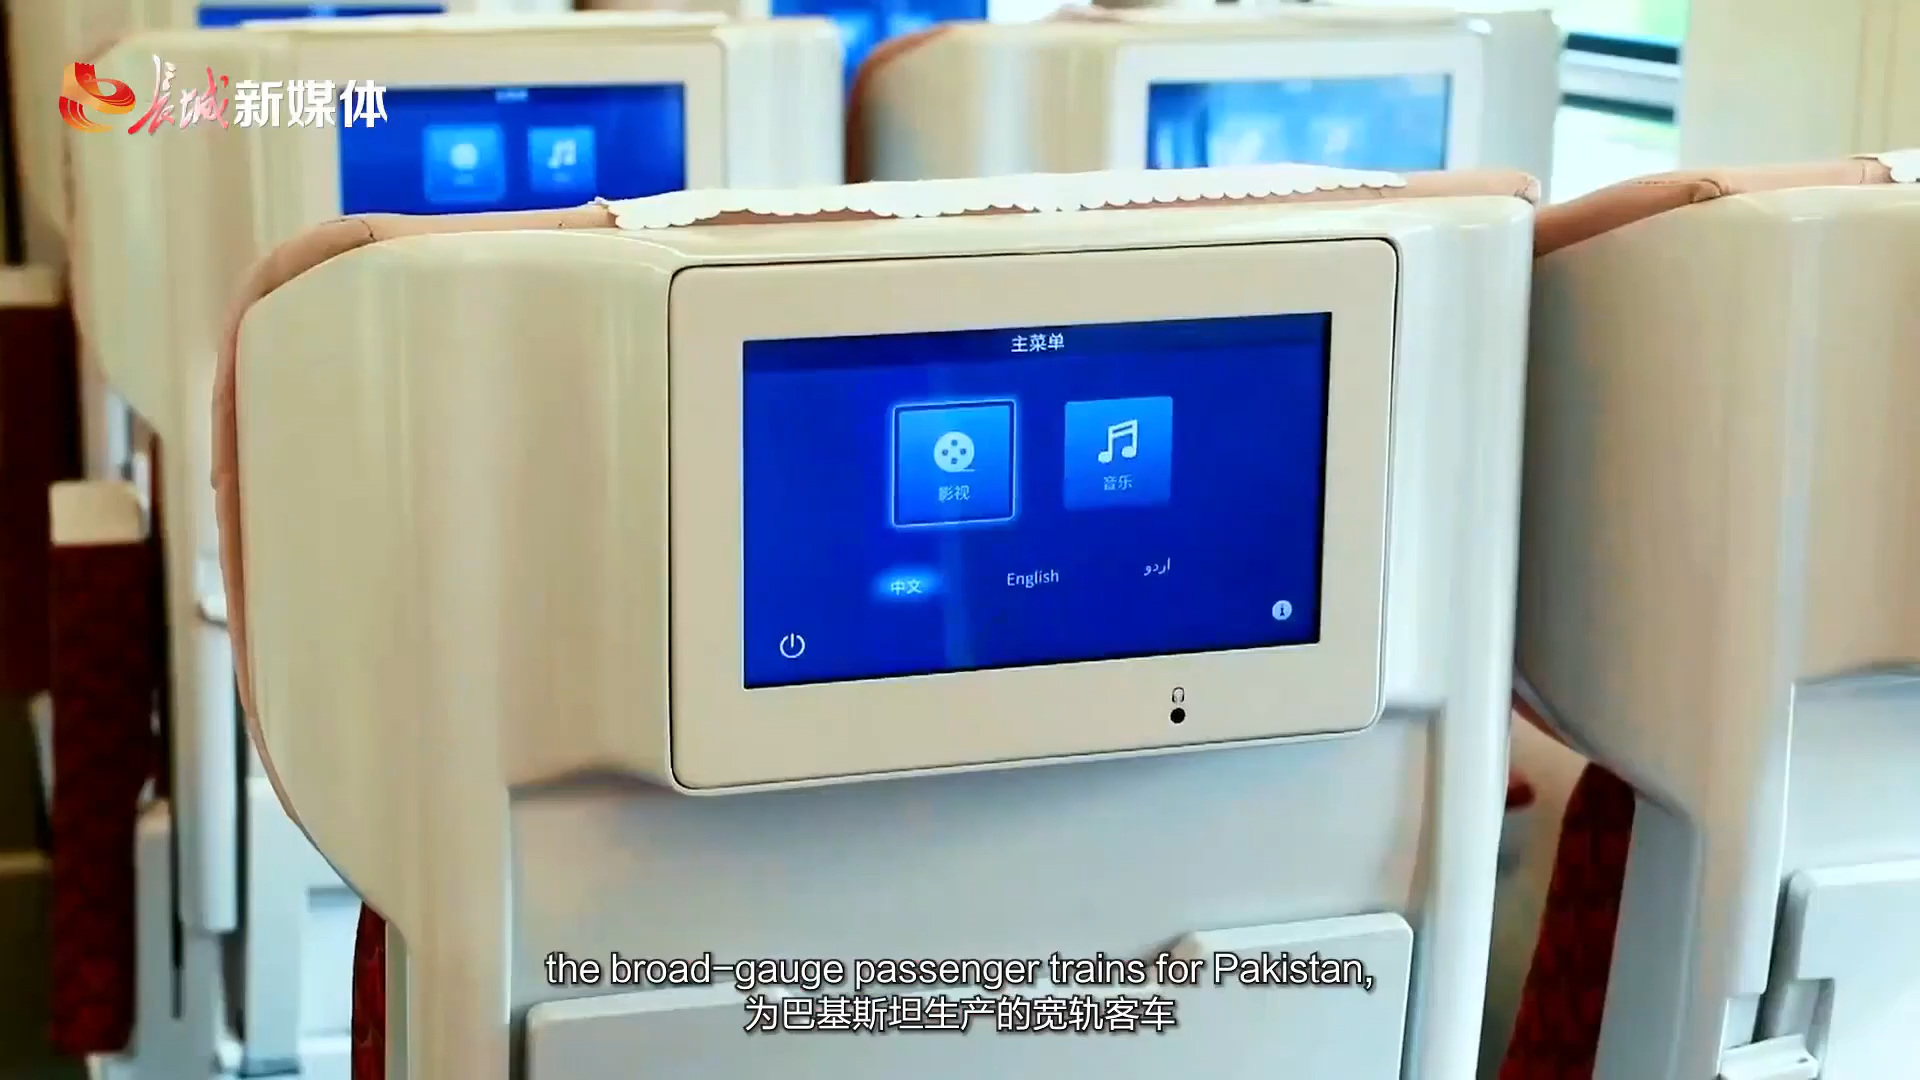 長城新媒体
主菜单
影视
音乐
中文 English اردو
the broad-gauge passenger trains for Pakistan,
为巴基斯坦生产的宽轨客车